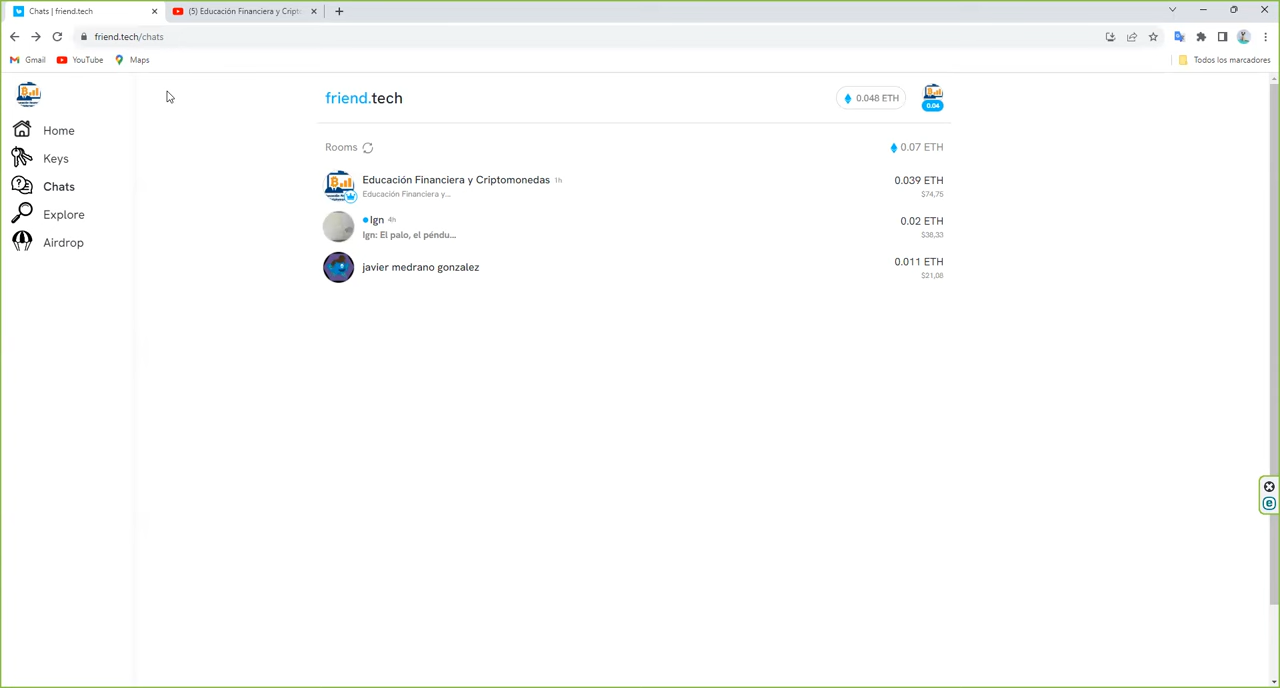 Chats | friend.tech
(5) Educación Financiera y Cript
friend.tech/chats
Gmail
YouTube
Maps
Todos los marcadores
Home
Keys
Chats
Explore
Airdrop
friend.tech
0.048 ETH
0.04
Rooms
0.07 ETH
Educación Financiera y Criptomonedas 1h
Educación Financiera y...
0.039 ETH
$74,75
Ign 4h
Ign: El palo, el péndu...
0.02 ETH
$38,33
javier medrano gonzalez
0.011 ETH
$21,08